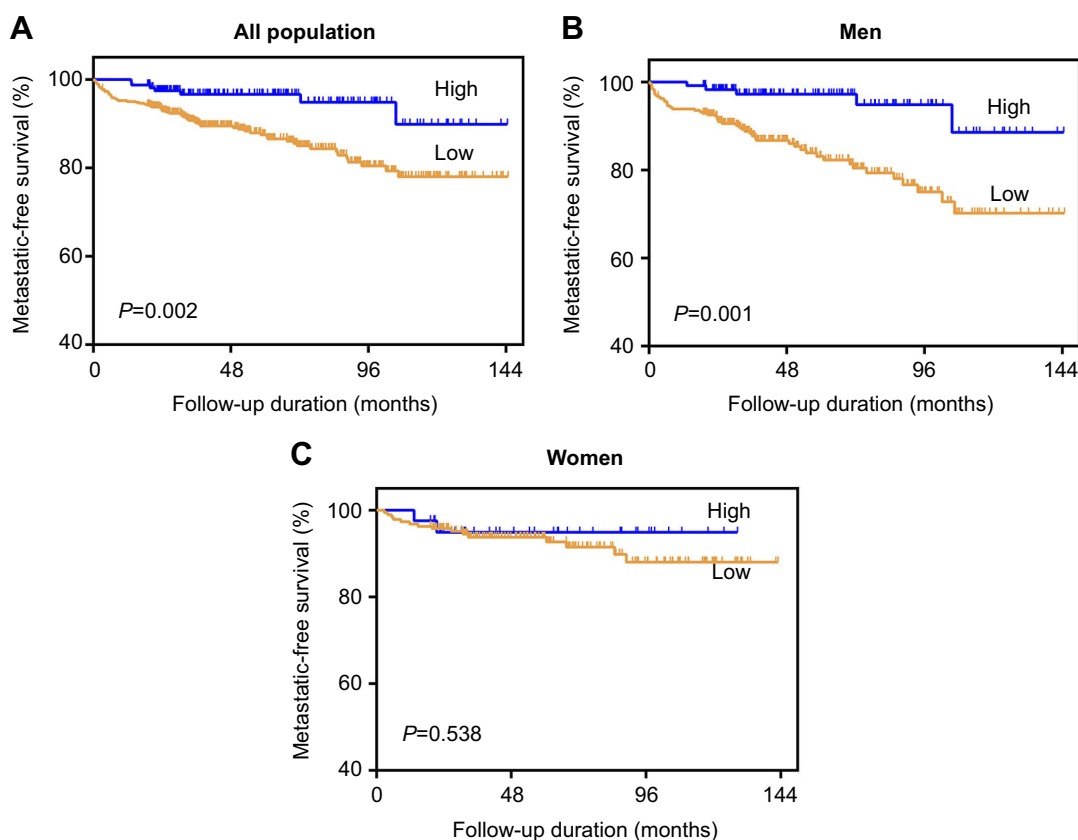 A
All population
Metastatic-free survival (%)
100
80
60
40
High
Low
P=0.002
0 48 96 144
Follow-up duration (months)
B
Men
Metastatic-free survival (%)
100
80
60
40
High
Low
P=0.001
0 48 96 144
Follow-up duration (months)
C
Women
Metastatic-free survival (%)
100
80
60
40
High
Low
P=0.538
0 48 96 144
Follow-up duration (months)